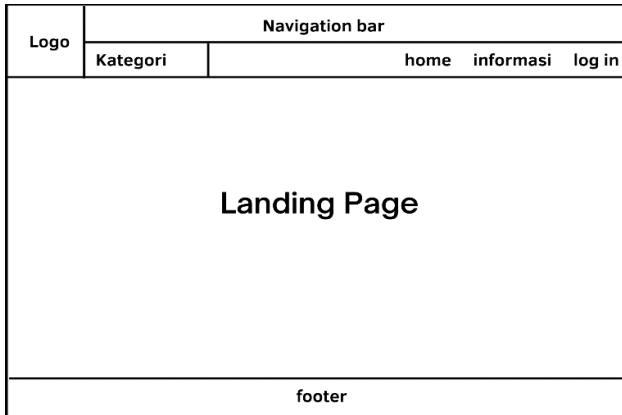 Navigation bar
Logo
Kategori
home informasi log in
Landing Page
footer